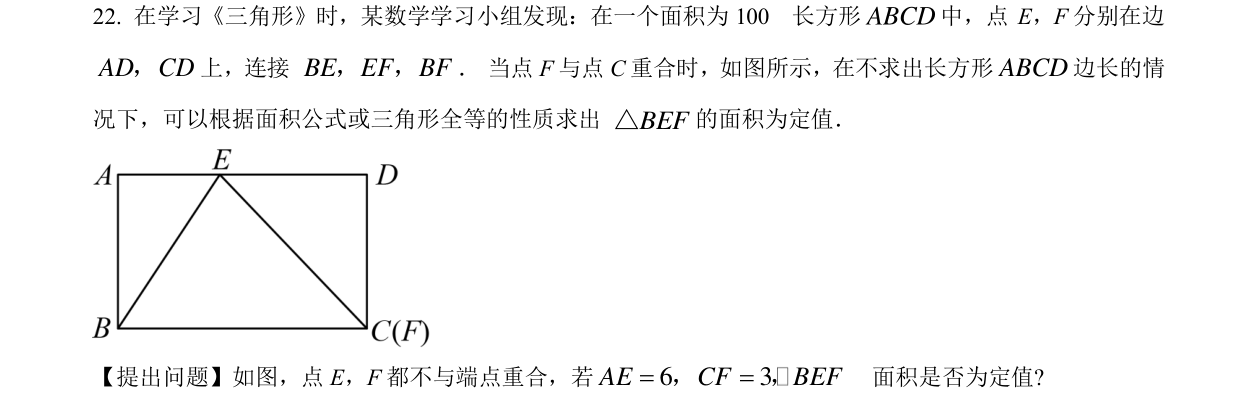 22. 在学习《三角形》时，某数学学习小组发现：在一个面积为 100 长方形 ABCD 中，点 E，F 分别在边
AD，CD 上，连接 BE，EF，BF． 当点 F 与点 C 重合时，如图所示，在不求出长方形 ABCD 边长的情
况下，可以根据面积公式或三角形全等的性质求出 △BEF 的面积为定值．
A E D
B C(F)
【提出问题】如图，点 E，F 都不与端点重合，若 AE = 6，CF = 3，□BEF 面积是否为定值?